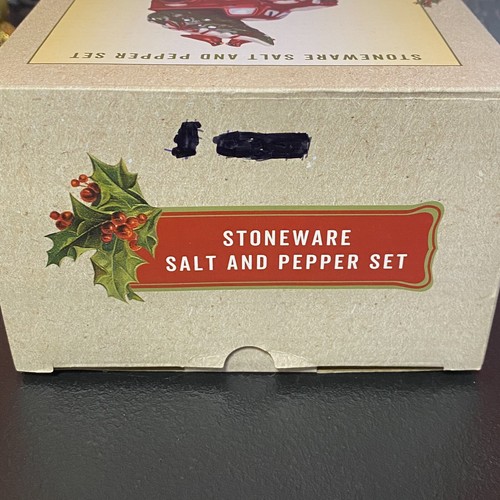 STONEWARE SALT AND PEPPER SET
STONEWARE
SALT AND PEPPER SET